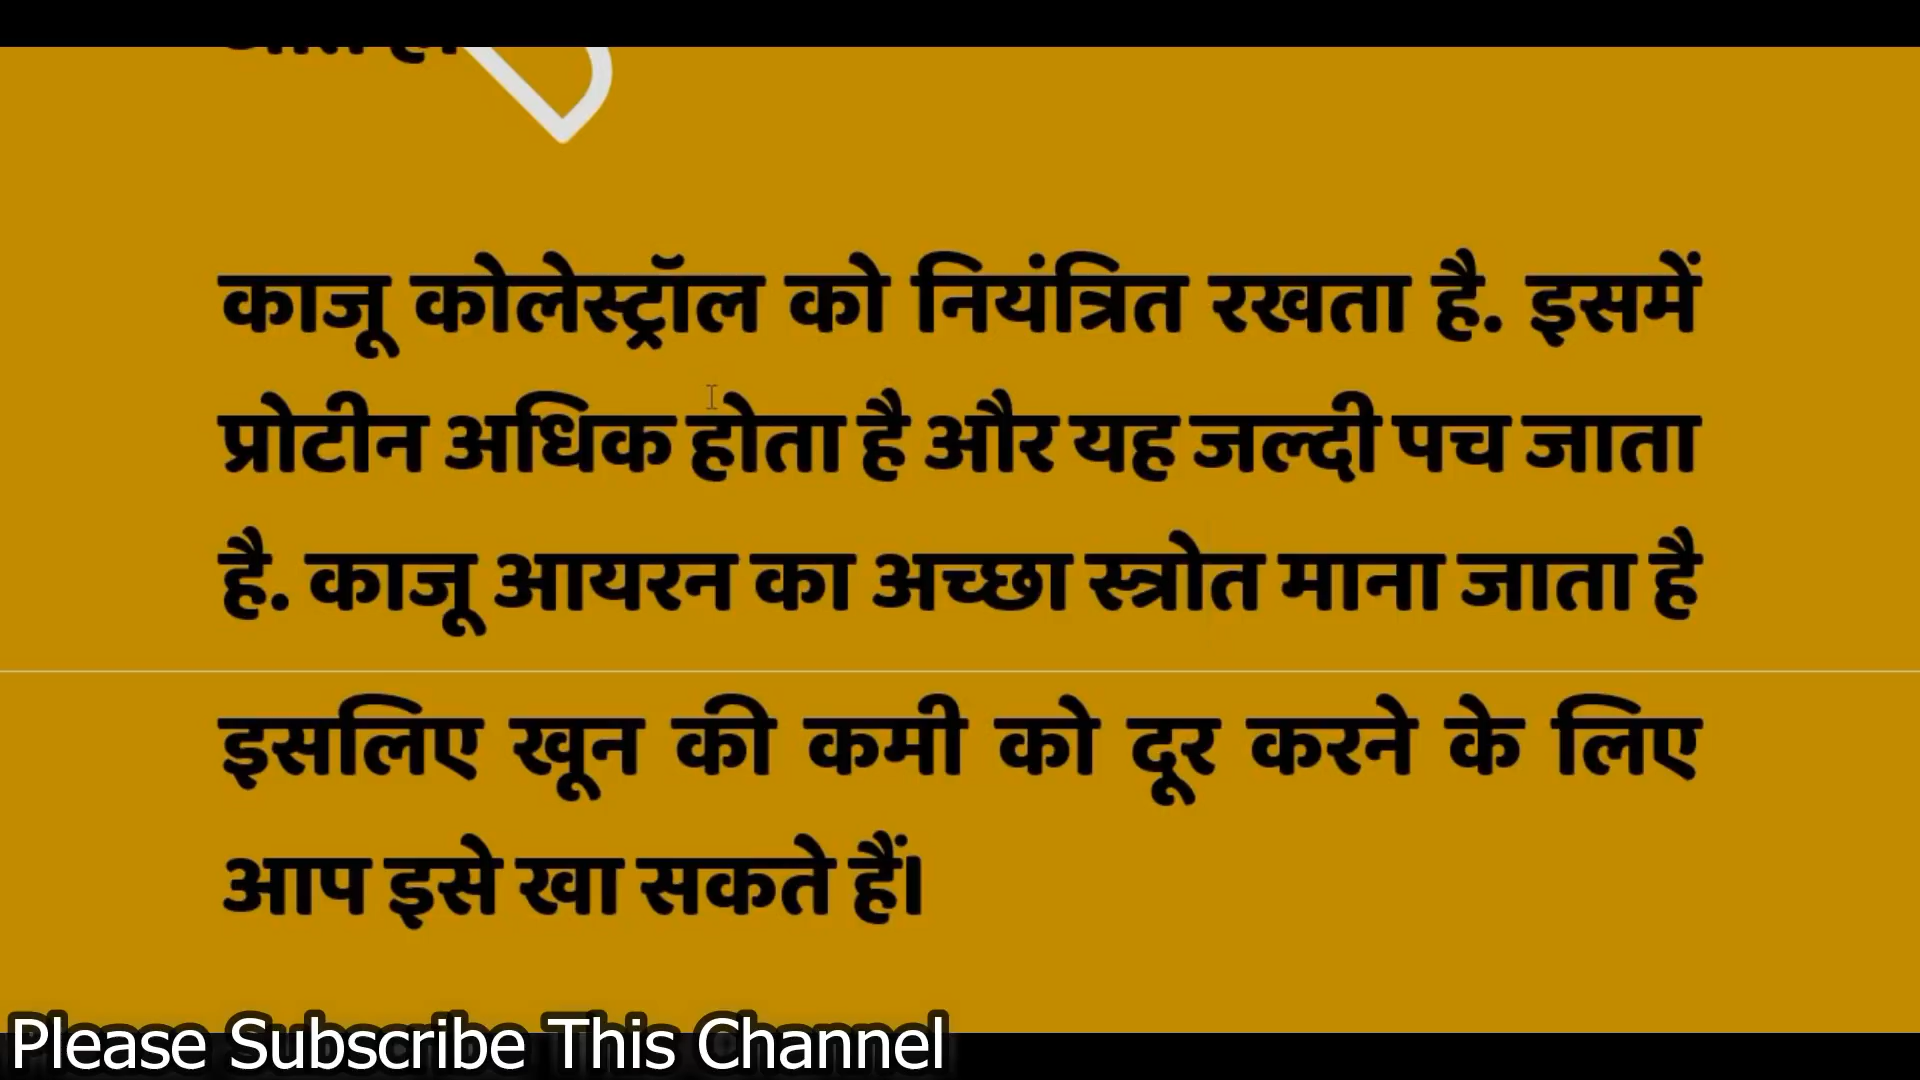 काजू कोलेस्ट्रॉल को नियंत्रित रखता है. इसमें
प्रोटीन अधिक होता है और यह जल्दी पच जाता
है. काजू आयरन का अच्छा स्त्रोत माना जाता है
इसलिए खून की कमी को दूर करने के लिए
आप इसे खा सकते हैं।
Please Subscribe This Channel